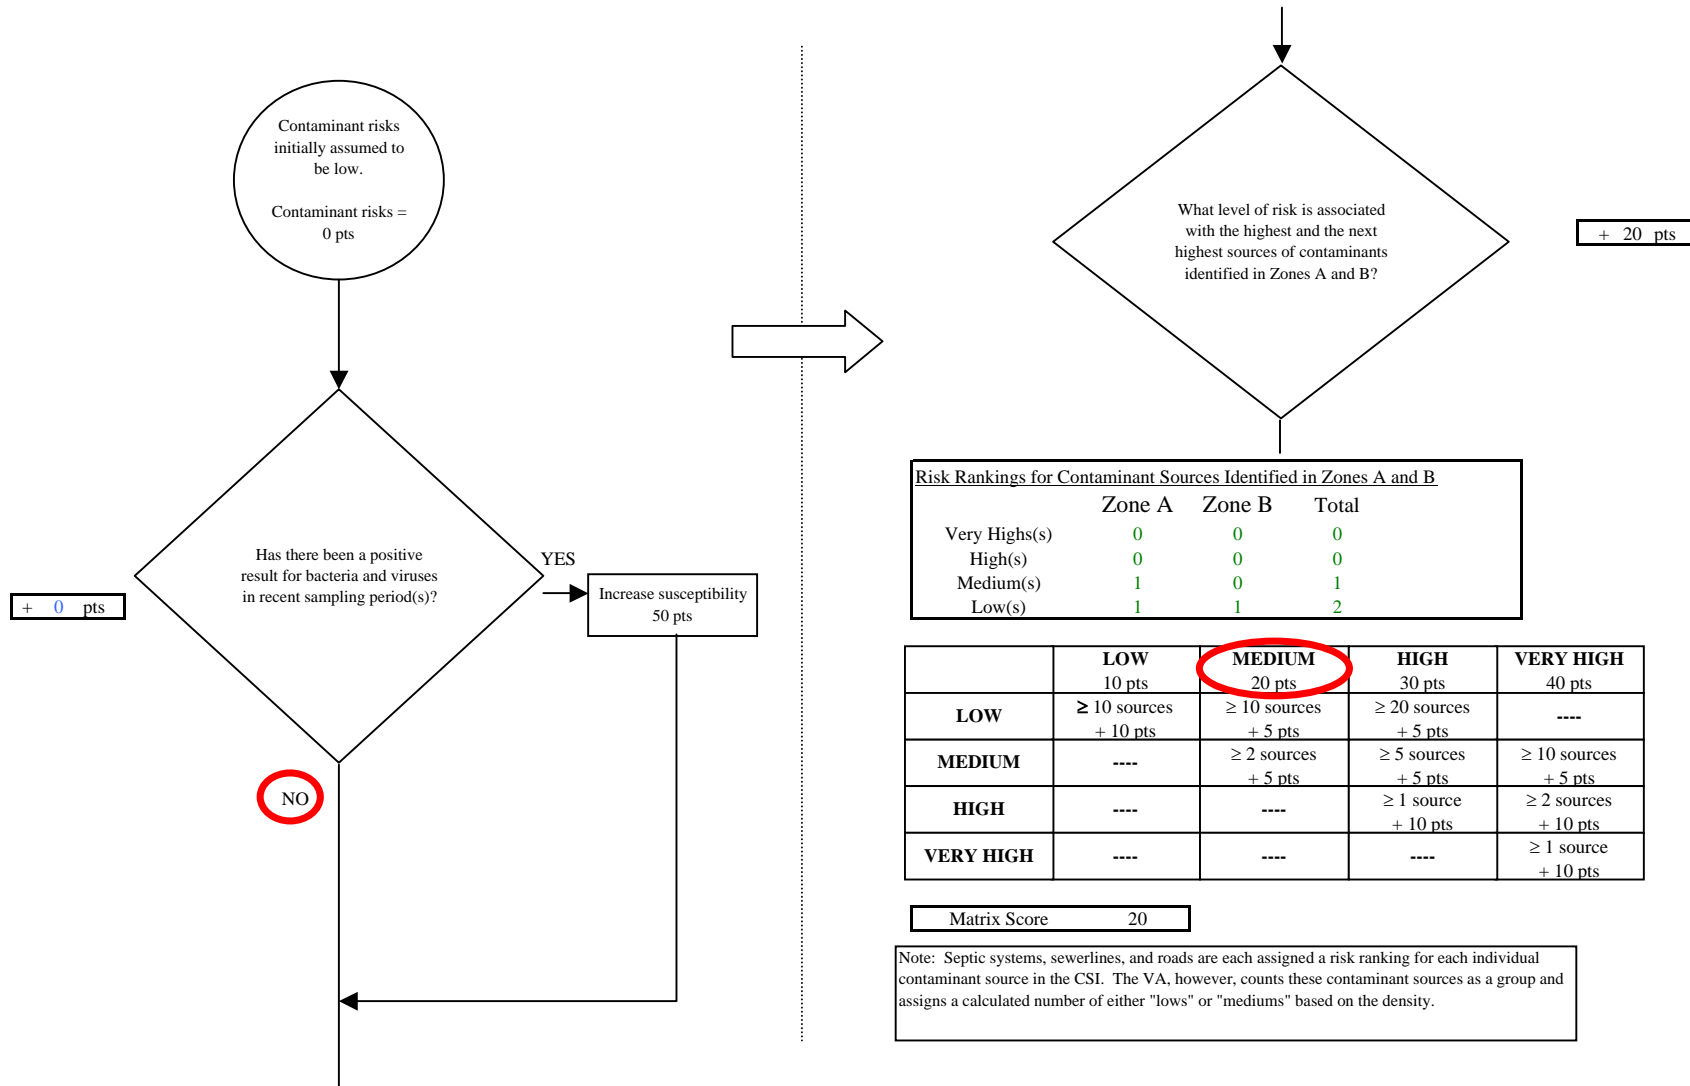 Contaminant risks
initially assumed to
be low.
Contaminant risks =
0 pts
Has there been a positive
result for bacteria and viruses
in recent sampling period(s)?
YES
Increase susceptibility
50 pts
+ 0 pts
NO
What level of risk is associated
with the highest and the next
highest sources of contaminants
identified in Zones A and B?
+ 20 pts
Risk Rankings for Contaminant Sources Identified in Zones A and B
Zone A Zone B Total
Very Highs(s) 0 0 0
High(s) 0 0 0
Medium(s) 1 0 1
Low(s) 1 1 2
LOW MEDIUM HIGH VERY HIGH
10 pts 20 pts 30 pts 40 pts
LOW ≥ 10 sources ≥ 10 sources ≥ 20 sources ----
+ 10 pts + 5 pts + 5 pts
MEDIUM ---- ≥ 2 sources ≥ 5 sources ≥ 10 sources
+ 5 pts + 5 pts + 5 pts
HIGH ---- ---- ≥ 1 source ≥ 2 sources
+ 10 pts + 10 pts
VERY HIGH ---- ---- ---- ≥ 1 source
+ 10 pts
Matrix Score 20
Note: Septic systems, sewerlines, and roads are each assigned a risk ranking for each individual
contaminant source in the CSI. The VA, however, counts these contaminant sources as a group and
assigns a calculated number of either "lows" or "mediums" based on the density.